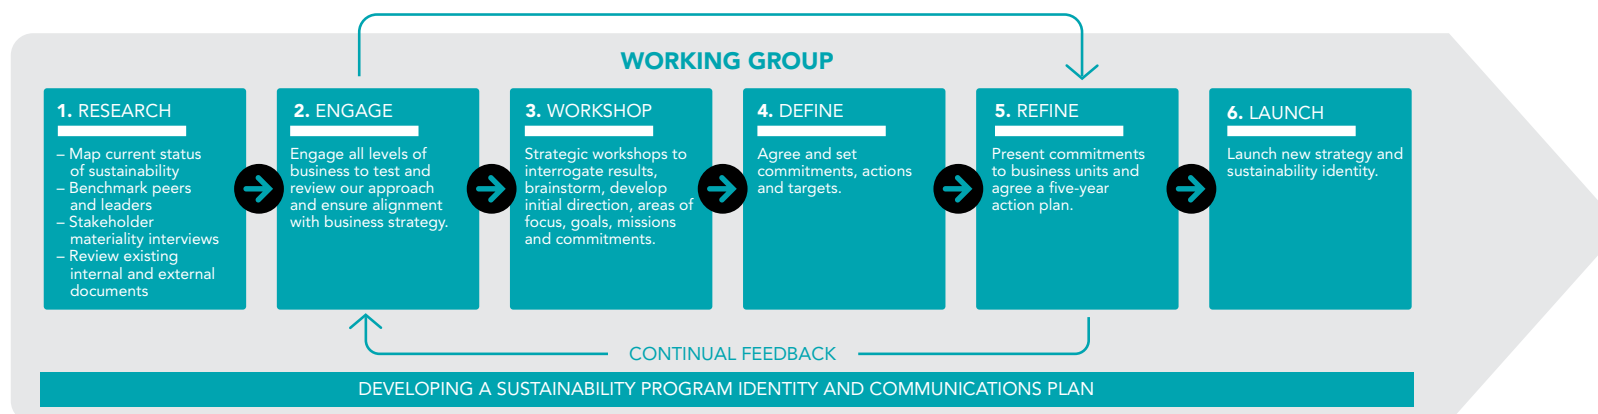 WORKING GROUP
1. RESEARCH
– Map current status
of sustainability
– Benchmark peers
and leaders
– Stakeholder
materiality interviews
– Review existing
internal and external
documents
2. ENGAGE
Engage all levels of
business to test and
review our approach
and ensure alignment
with business strategy.
3. WORKSHOP
Strategic workshops to
interrogate results,
brainstorm, develop
initial direction, areas of
focus, goals, missions
and commitments.
4. DEFINE
Agree and set
commitments, actions
and targets.
5. REFINE
Present commitments
to business units and
agree a five-year
action plan.
6. LAUNCH
Launch new strategy and
sustainability identity.
CONTINUAL FEEDBACK
DEVELOPING A SUSTAINABILITY PROGRAM IDENTITY AND COMMUNICATIONS PLAN